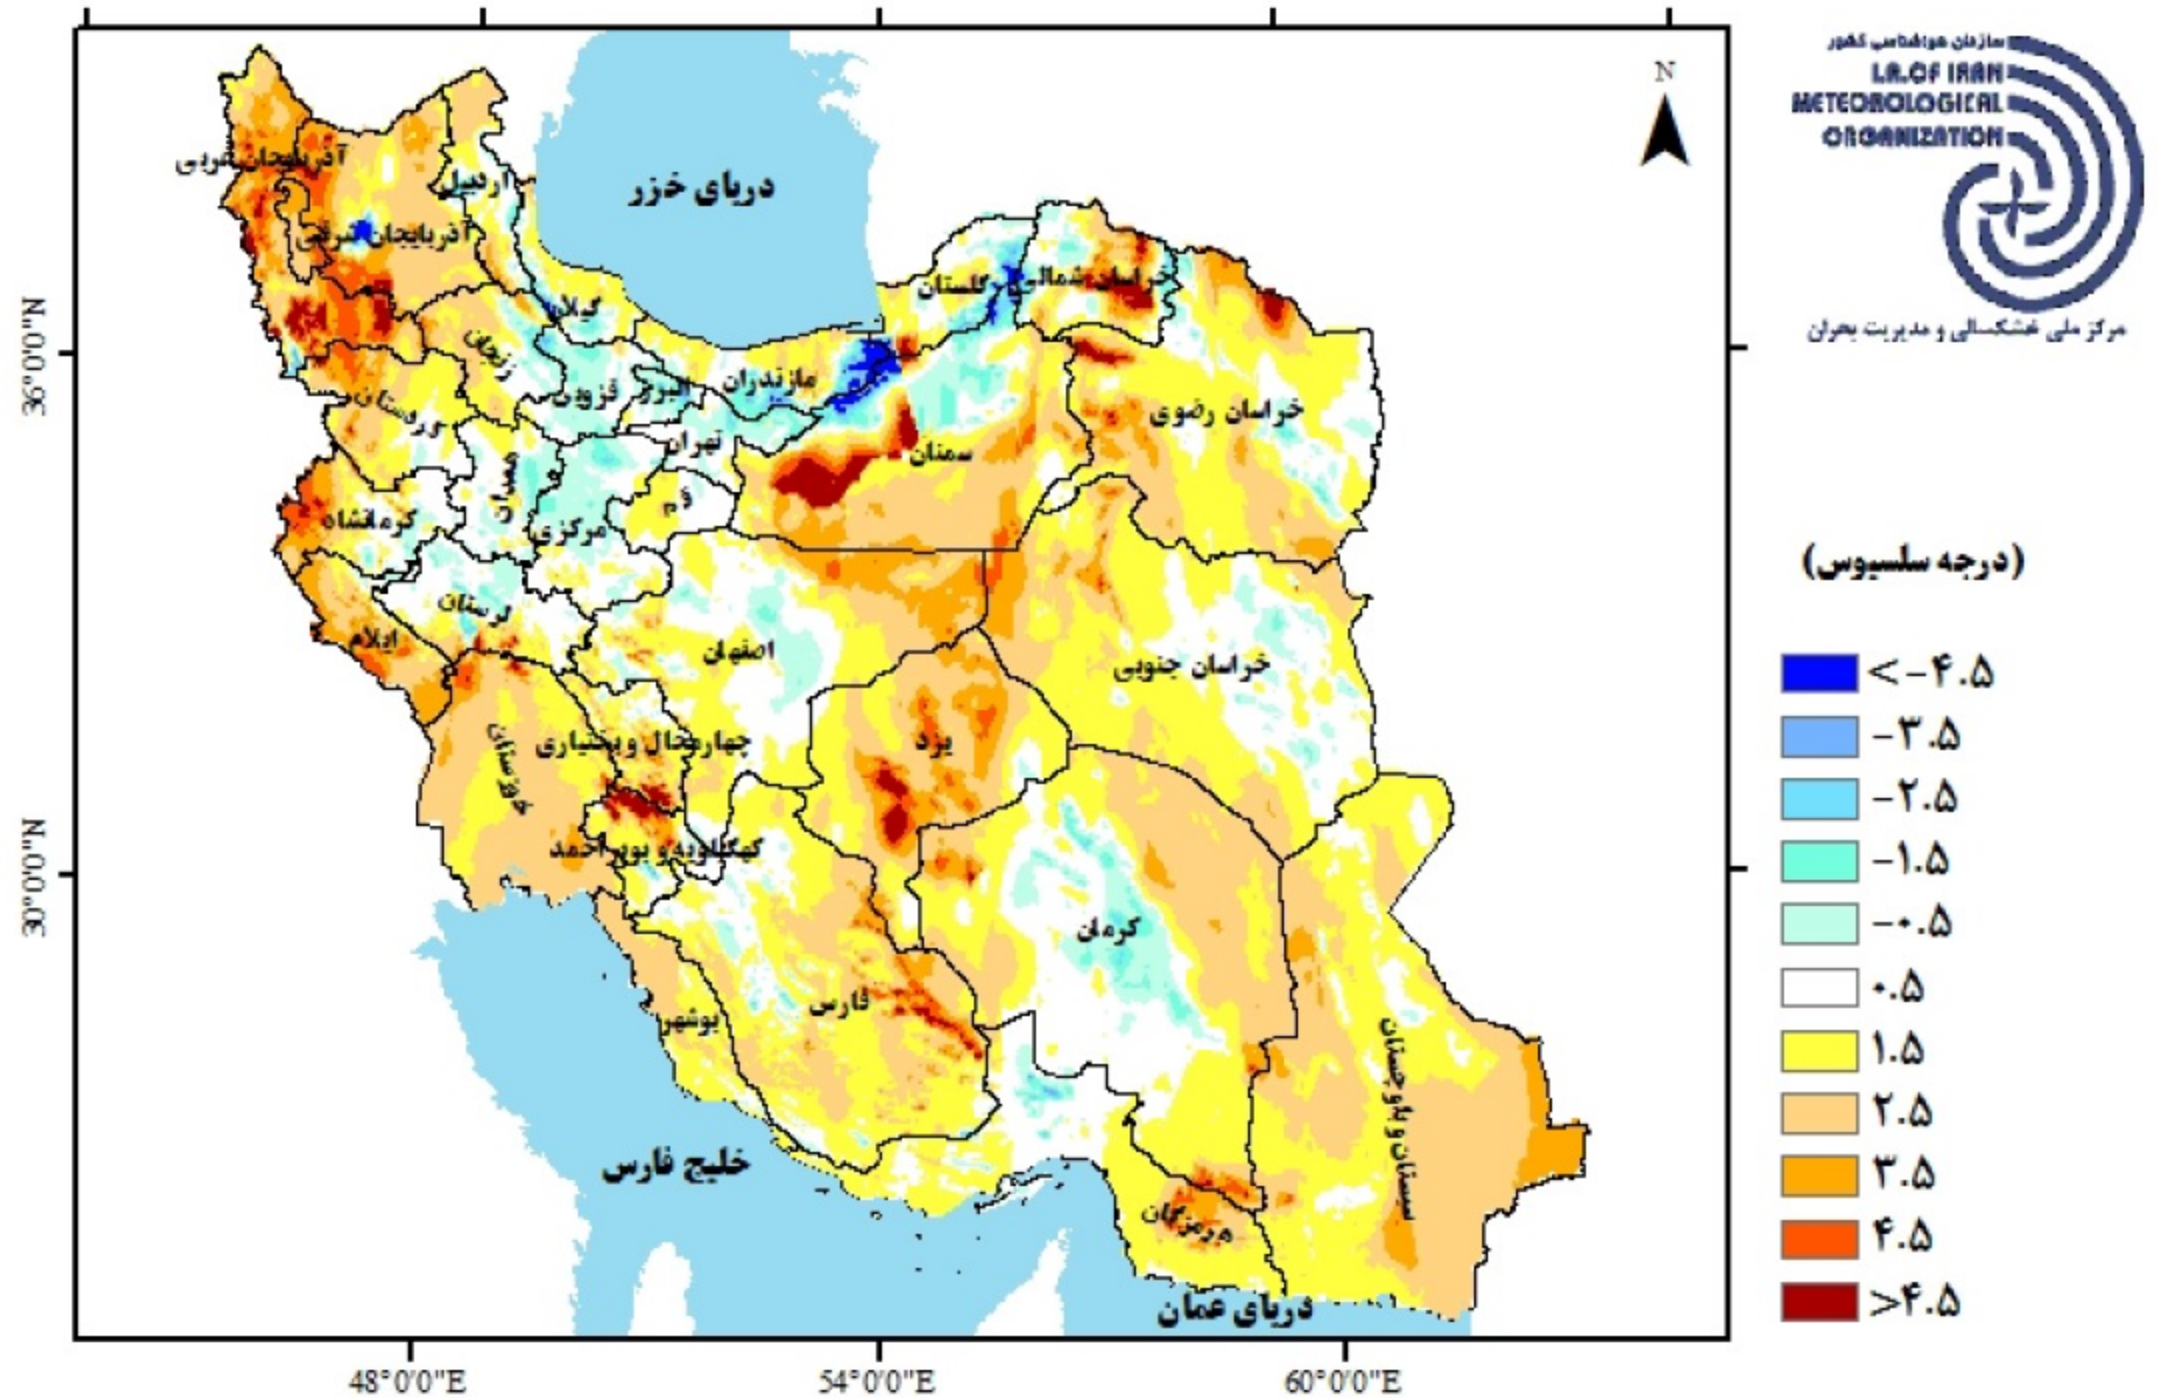 سازمان هواشناسی کشور
I.R.OF IRAN
METEOROLOGICAL
ORGANIZATION
مرکز ملی خشکسالی و مدیریت بحران
N
دریای خزر
آذربایجان غربی
اردبیل
آذربایجان شرقی
گیلان
گلستان
خراسان شمالی
زنجان
قزوین
البرز
مازندران
خراسان رضوی
تهران
سمنان
همدان
قم
کرمانشاه
مرکزی
لرستان
ایلام
اصفهان
خراسان جنوبی
خوزستان
چهارمحال و بختیاری
یزد
کهگیلویه و بویر احمد
کرمان
فارس
بوشهر
سیستان و بلوچستان
خلیج فارس
هرمزگان
دریای عمان
36°0'0"N
30°0'0"N
48°0'0"E
54°0'0"E
60°0'0"E
(درجه سلسیوس)
<-۴.۵
-۳.۵
-۲.۵
-۱.۵
-۰.۵
۰.۵
۱.۵
۲.۵
۳.۵
۴.۵
>۴.۵